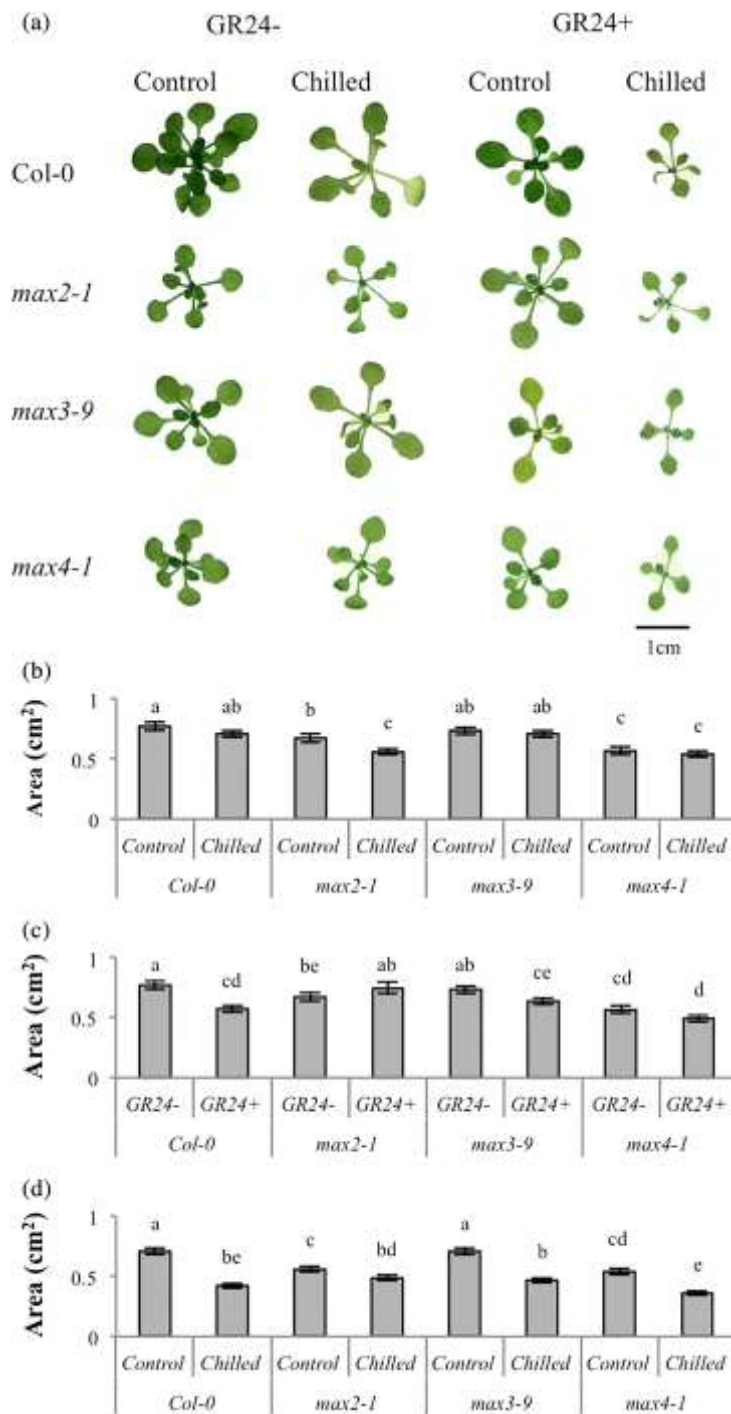 (a)
GR24- GR24+
Control Chilled Control Chilled
Col-0
max2-1
max3-9
max4-1
1cm
(b)
1
0.5
0
Area (cm²)
a ab b c ab ab c c
Control Chilled Control Chilled Control Chilled Control Chilled
Col-0 max2-1 max3-9 max4-1
(c)
1
0.5
0
Area (cm²)
a cd be ab ab ce cd d
GR24- GR24+ GR24- GR24+ GR24- GR24+ GR24- GR24+
Col-0 max2-1 max3-9 max4-1
(d)
1
0.5
0
Area (cm²)
a be c bd a b cd e
Control Chilled Control Chilled Control Chilled Control Chilled
Col-0 max2-1 max3-9 max4-1